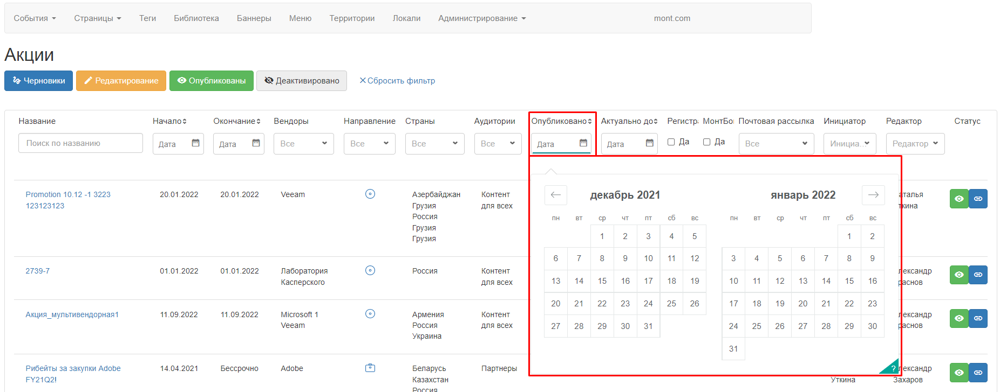 События Страницы Теги Библиотека Баннеры Меню Территории Локали Администрирование mont.com
Акции
Черновики Редактирование Опубликованы Деактивировано Сбросить фильтр
Название Начало Окончание Вендоры Направление Страны Аудитории Опубликовано Актуально до Регистра МонтБо Почтовая рассылка Инициатор Редактор Статус
Поиск по названию Дата Дата Все Все Все Все Дата Дата Да Да Все Инициа... Редактор
Promotion 10.12 -1 3223 20.01.2022 20.01.2022 Veeam Азербайджан Контент аталья
123123123 Грузия для всех ткина
Россия
Грузия
Грузия
2739-7 01.01.2022 01.01.2022 Лаборатория Россия Контент лександр
Касперского для всех раснов
Акция_мультивендорная1 11.09.2022 11.09.2022 Microsoft 1 Армения Контент лександр
Veeam Россия для всех раснов
Украина
Рибейты за закупки Adobe 14.04.2021 Бессрочно Adobe Беларусь Партнеры лександр
FY21Q2! Казахстан Уткина Захаров
Россия
декабрь 2021
пн вт ср чт пт сб вс
1 2 3 4 5
6 7 8 9 10 11 12
13 14 15 16 17 18 19
20 21 22 23 24 25 26
27 28 29 30 31
январь 2022
пн вт ср чт пт сб вс
1 2
3 4 5 6 7 8 9
10 11 12 13 14 15 16
17 18 19 20 21 22 23
24 25 26 27 28 29 30
31
?